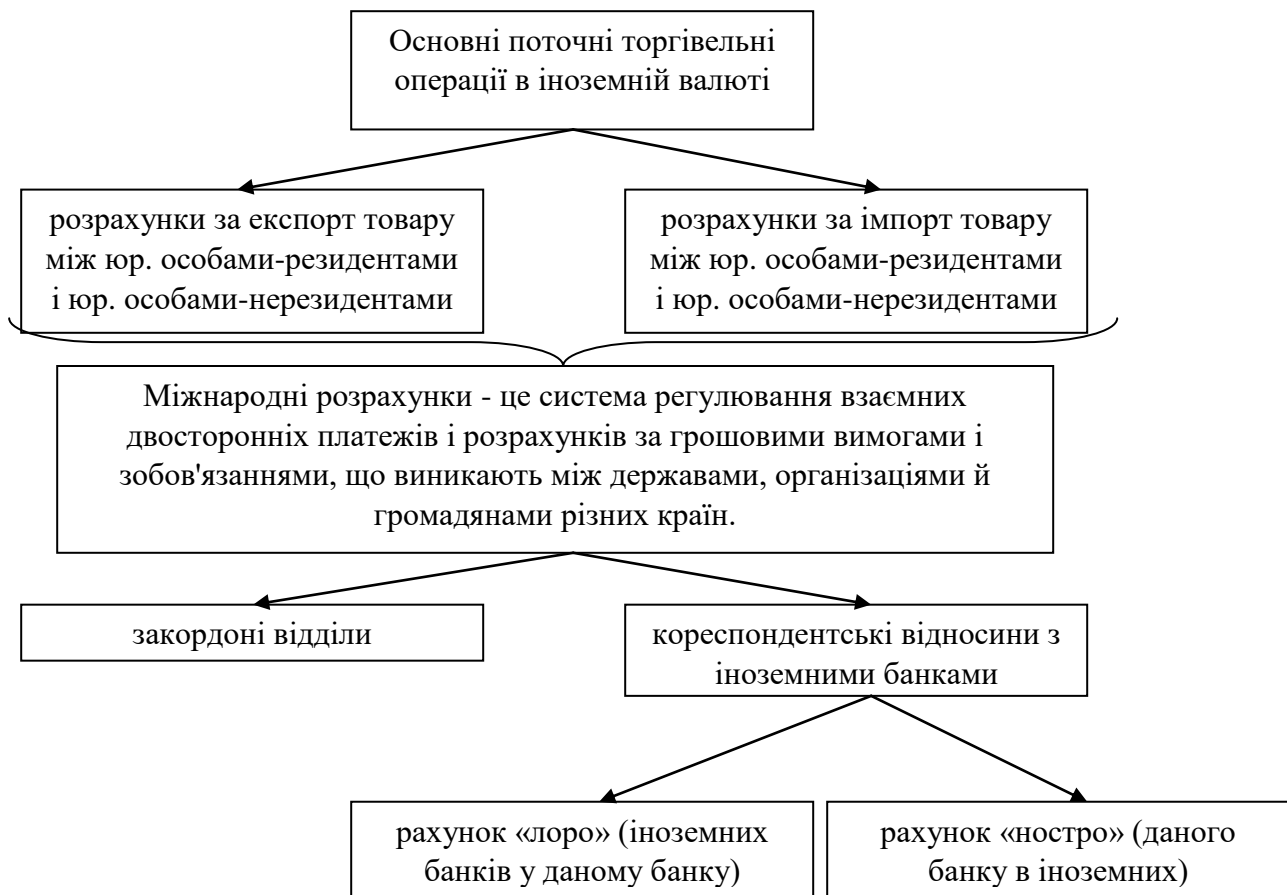 Основні поточні торгівельні
операції в іноземній валюті
розрахунки за експорт товару
між юр. особами-резидентами
і юр. особами-нерезидентами
розрахунки за імпорт товару
між юр. особами-резидентами
і юр. особами-нерезидентами
Міжнародні розрахунки - це система регулювання взаємних
двосторонніх платежів і розрахунків за грошовими вимогами і
зобов'язаннями, що виникають між державами, організаціями й
громадянами різних країн.
закордоні відділи
кореспондентські відносини з
іноземними банками
рахунок «лоро» (іноземних
банків у даному банку)
рахунок «ностро» (даного
банку в іноземних)